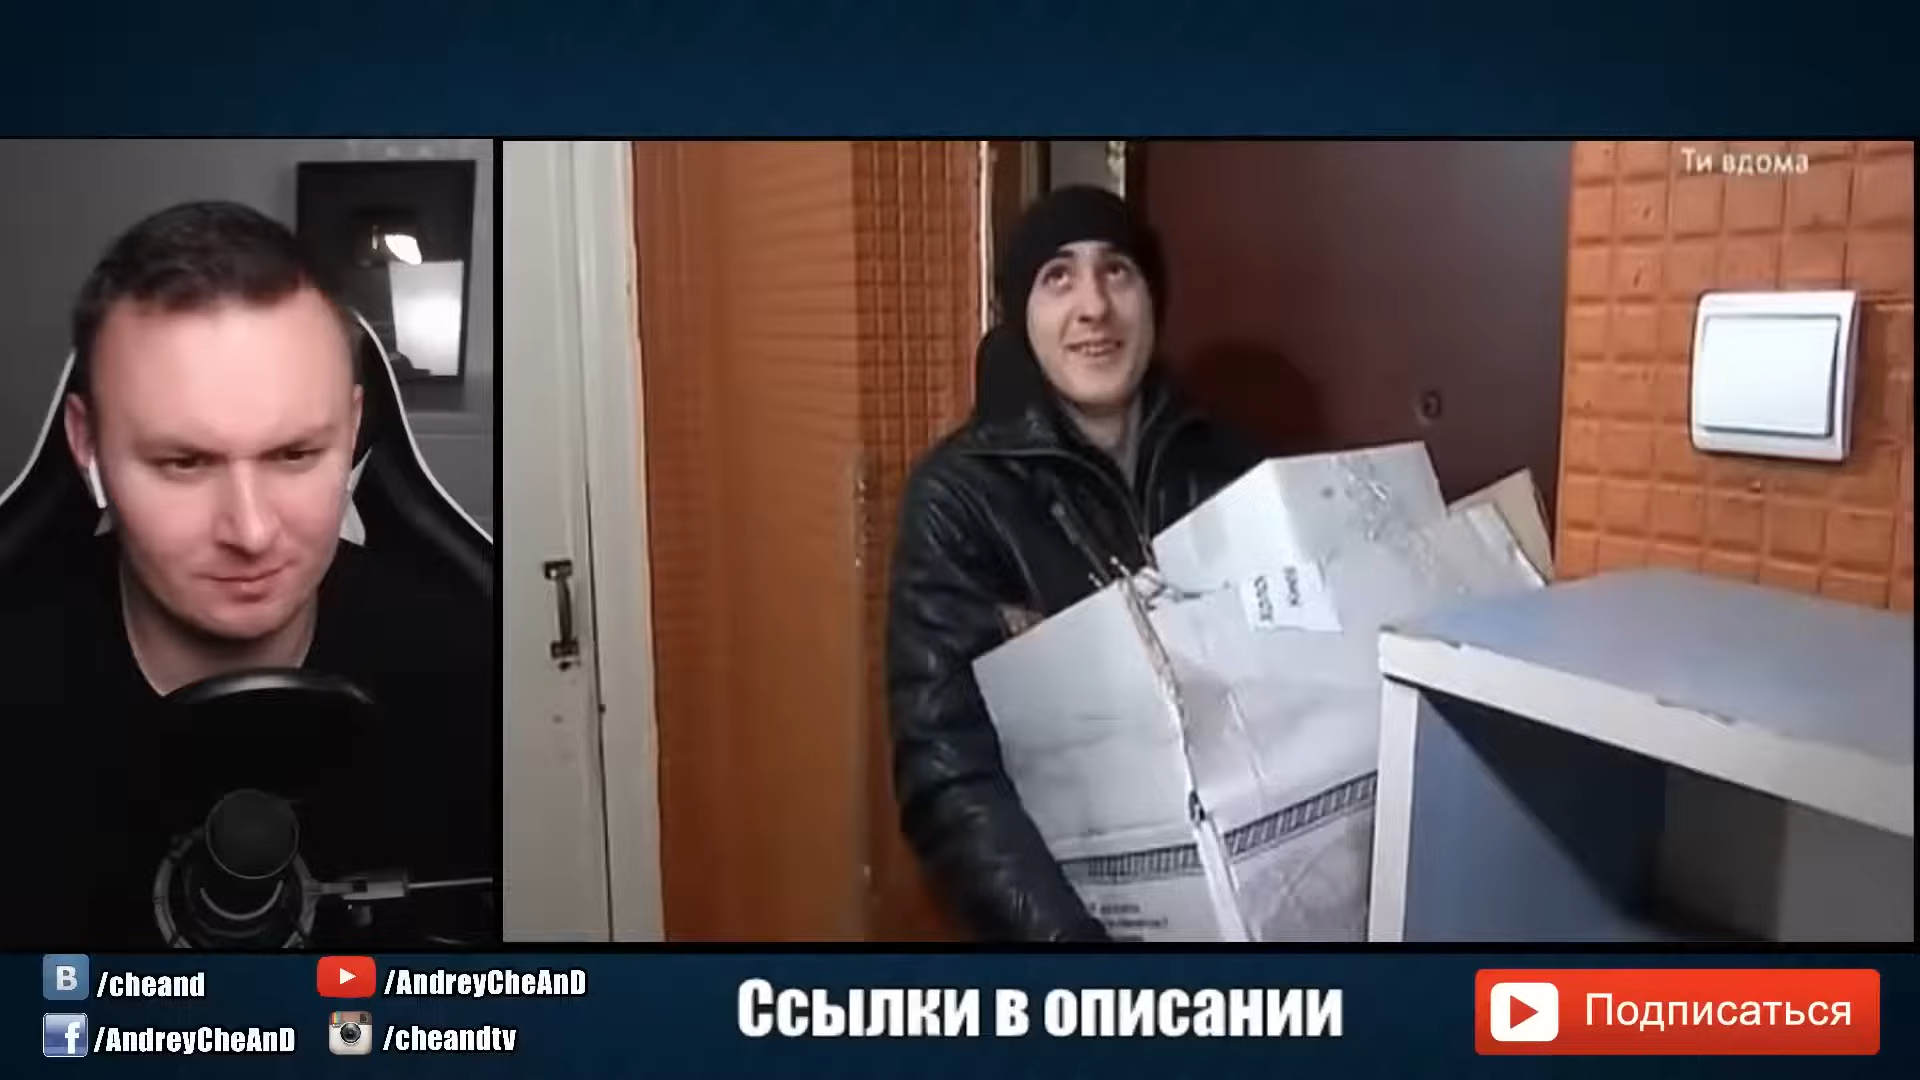 Ти вдома
B /cheand
/AndreyCheAnD
f /AndreyCheAnD
/cheandtv
Ссылки в описании
Подписаться